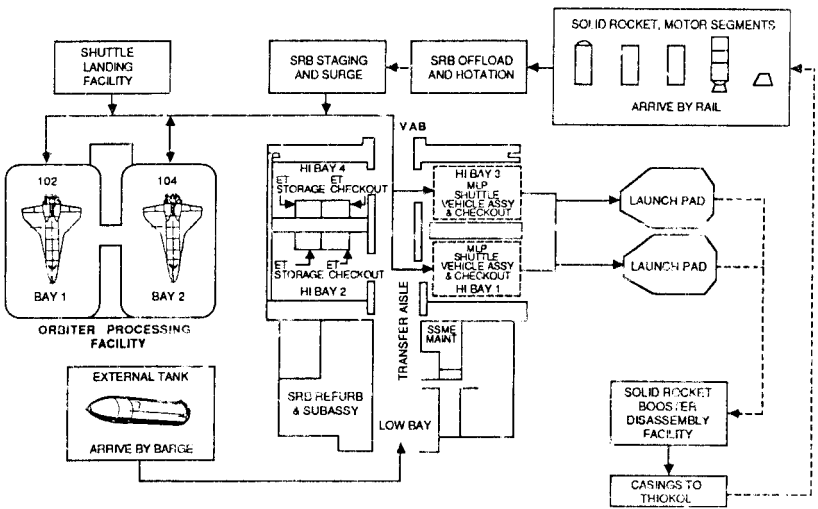 SHUTTLE
LANDING
FACILITY
SRB STAGING
AND SURGE
SRB OFFLOAD
AND HOTATION
SOLID ROCKET, MOTOR SEGMENTS
ARRIVE BY RAIL
VAB
102
104
BAY 1
BAY 2
ORBITER PROCESSING
FACILITY
HI BAY 4
ET ET
STORAGE CHECKOUT
ET ET
STORAGE CHECKOUT
HI BAY 2
HI BAY 3
MLP
SHUTTLE
VEHICLE ASSY
& CHECKOUT
MLP
SHUTTLE
VEHICLE ASSY
& CHECKOUT
HI BAY 1
LAUNCH PAD
LAUNCH PAD
TRANSFER AISLE
SSME
MAINT
SRB REFURB
& SUBASSY
LOW BAY
EXTERNAL TANK
ARRIVE BY BARGE
SOLID ROCKET
BOOSTER
DISASSEMBLY
FACILITY
CASINGS TO
THIOKOL